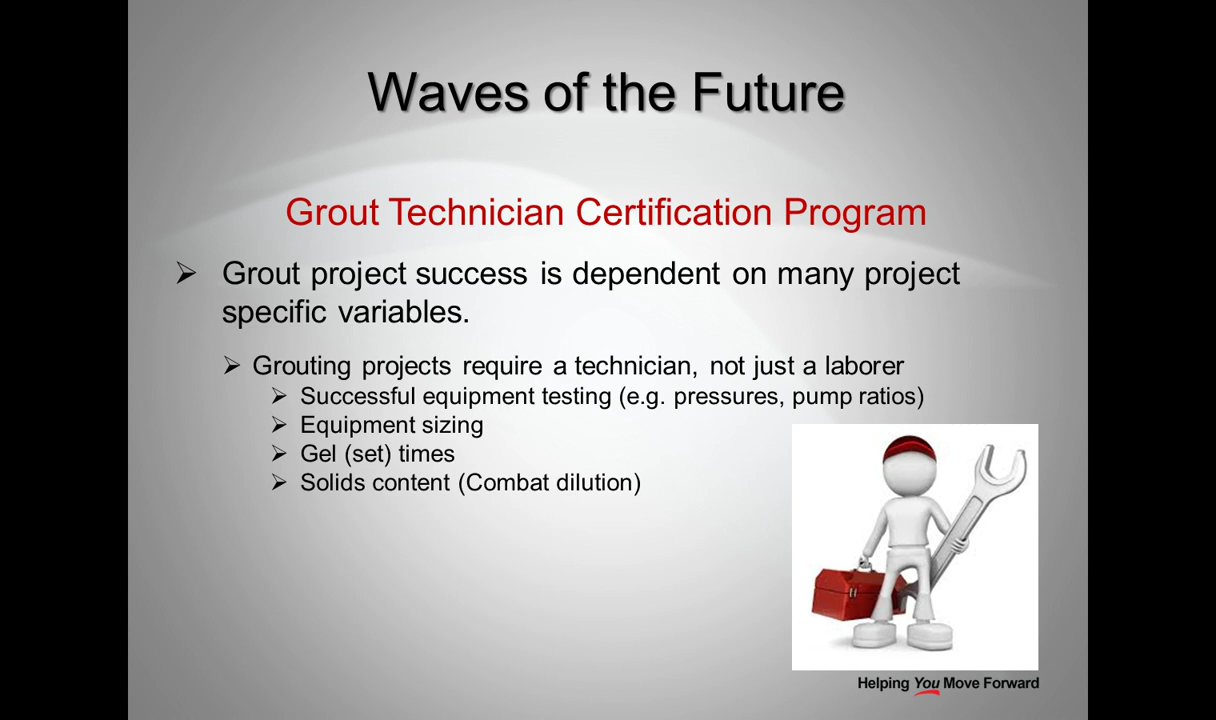 Waves of the Future
Grout Technician Certification Program
➢ Grout project success is dependent on many project
specific variables.
➢ Grouting projects require a technician, not just a laborer
➢ Successful equipment testing (e.g. pressures, pump ratios)
➢ Equipment sizing
➢ Gel (set) times
➢ Solids content (Combat dilution)
Helping You Move Forward